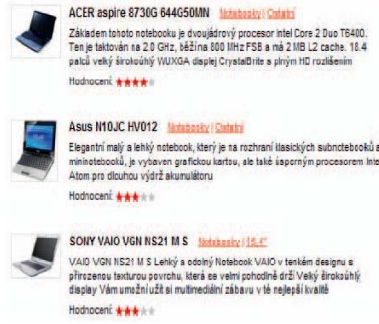 ACER aspire 8730G 644G50MN Notebooky | Ostatní
Základem tohoto notebooku je dvoujádrový procesor Intel Core 2 Duo T6400.
Ten je taktován na 2.0 GHz, běží na 800 MHz FSB a má 2 MB L2 cache. 18.4
palců velký širokoúhlý WUXGA displej CrystalBrite s plným HD rozlišením
Hodnocení:
Asus N10JC HV012 Notebooky | Ostatní
Elegantní malý a lehký notebook, který je na rozhraní klasických subnotebooků a
mininotebooků, je vybaven grafickou kartou, ale také úsporným procesorem Inte
Atom pro dlouhou výdrž akumulátoru
Hodnocení:
SONY VAIO VGN NS21 M S Notebooky | 15,4"
VAIO VGN NS21 M S Lehký a odolný Notebook VAIO v tenkém designu s
přirozenou texturou povrchu, která se velmi pohodlně drží Velký širokoúhlý
display Vám umožní užít si multimediální zábavu v té nejlepší kvalitě
Hodnocení: